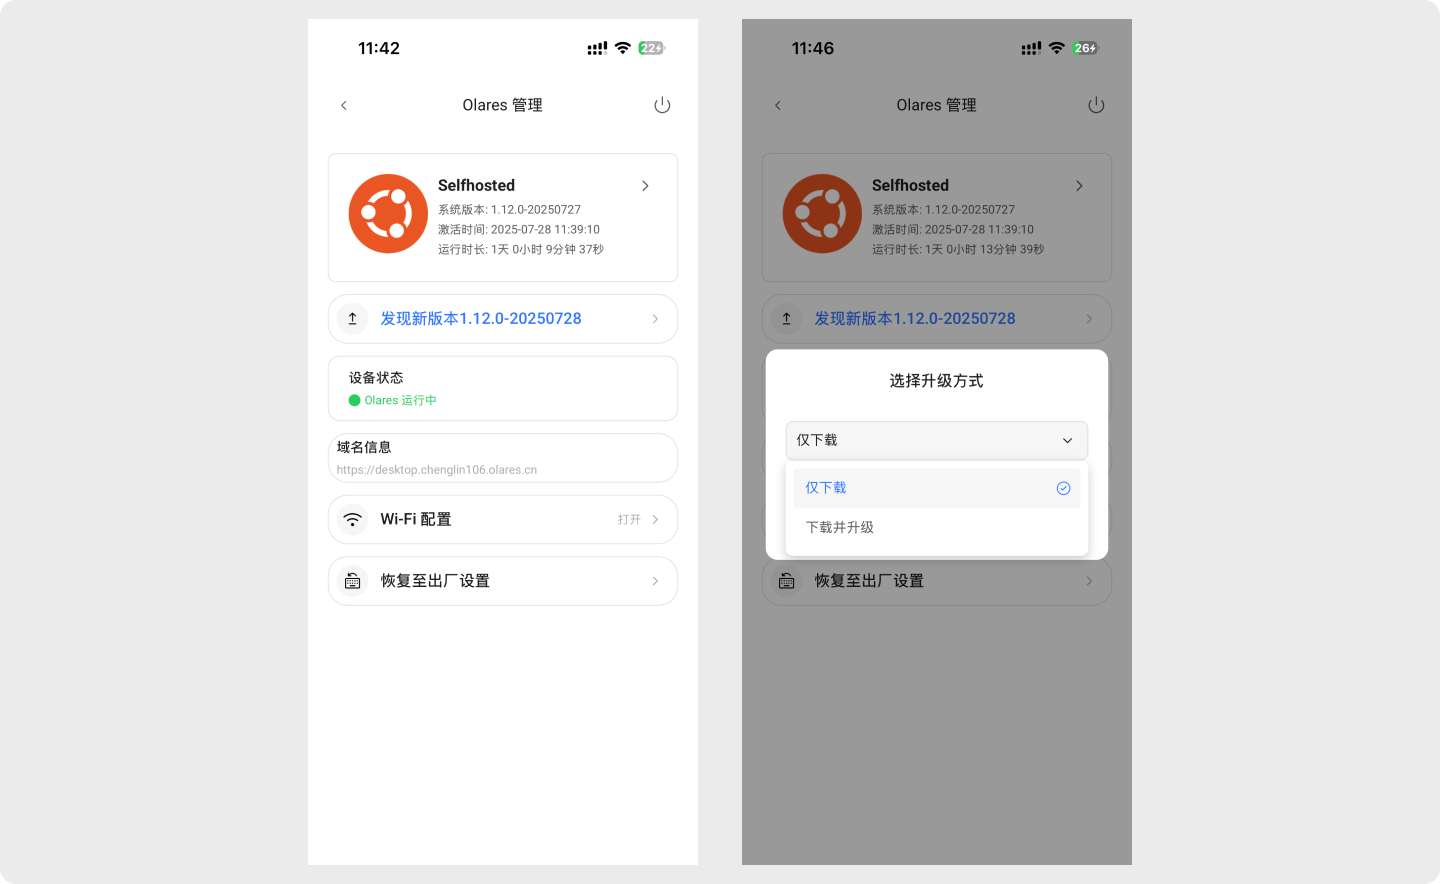 11:42
22
Olares 管理
Selfhosted
系统版本: 1.12.0-20250727
激活时间: 2025-07-28 11:39:10
运行时长: 1天 0小时 9分钟 37秒
发现新版本1.12.0-20250728
设备状态
Olares 运行中
域名信息
https://desktop.chenglin106.olares.cn
Wi-Fi 配置
打开
恢复至出厂设置
11:46
26
Olares 管理
Selfhosted
系统版本: 1.12.0-20250727
激活时间: 2025-07-28 11:39:10
运行时长: 1天 0小时 13分钟 39秒
发现新版本1.12.0-20250728
选择升级方式
仅下载
仅下载
下载并升级
恢复至出厂设置